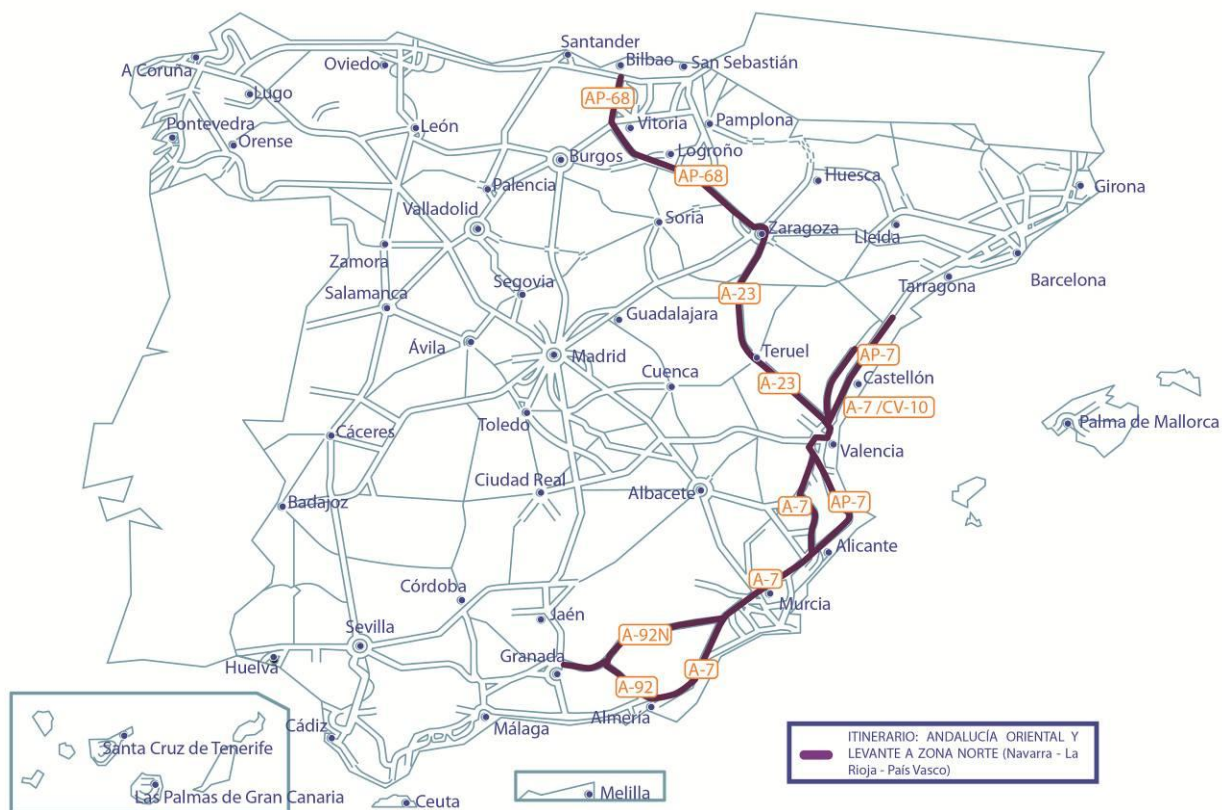 Santander
Bilbao
San Sebastián
Oviedo
A Coruña
Lugo
AP-68
Pontevedra
Orense
León
Vitoria
Pamplona
Burgos
Logroño
AP-68
Huesca
Girona
Palencia
Valladolid
Soria
Zaragoza
Lleida
Zamora
Barcelona
Tarragona
Segovia
Salamanca
A-23
Guadalajara
Ávila
Madrid
Teruel
AP-7
Castellón
Cuenca
A-23
A-7 /CV-10
Toledo
Palma de Mallorca
Cáceres
Valencia
Ciudad Real
Albacete
Badajoz
A-7
AP-7
Alicante
Córdoba
A-7
Murcia
Jaén
Sevilla
A-92N
Granada
Huelva
A-7
A-92
Almería
Málaga
Cádiz
Santa Cruz de Tenerife
Las Palmas de Gran Canaria
Ceuta
Melilla
ITINERARIO: ANDALUCÍA ORIENTAL Y
LEVANTE A ZONA NORTE (Navarra - La
Rioja - País Vasco)